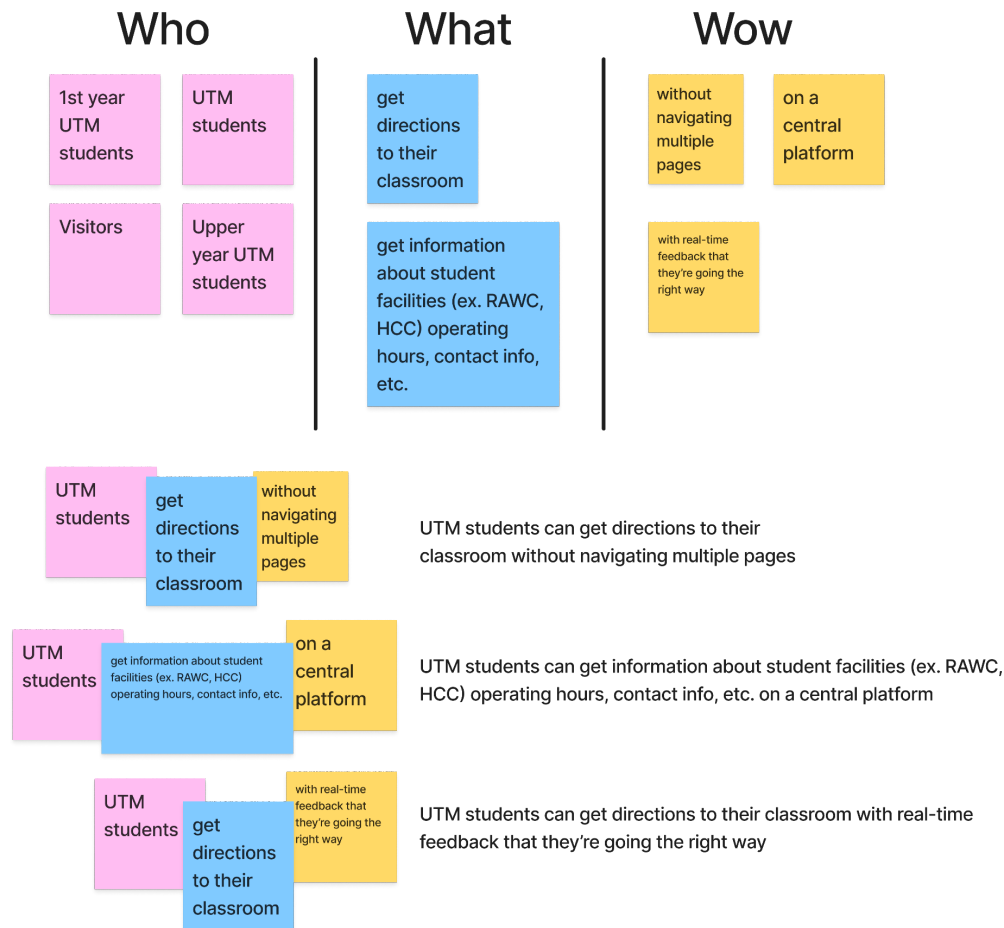 Who
What
Wow
1st year
UTM
students
UTM
students
Visitors
Upper
year UTM
students
get
directions
to their
classroom
get information
about student
facilities (ex. RAWC,
HCC) operating
hours, contact info,
etc.
without
navigating
multiple
pages
on a
central
platform
with real-time
feedback that
they’re going the
right way
UTM
students
get
directions
to their
classroom
without
navigating
multiple
pages
UTM students can get directions to their
classroom without navigating multiple pages
UTM
students
get information about student
facilities (ex. RAWC, HCC)
operating hours, contact info, etc.
on a
central
platform
UTM students can get information about student facilities (ex. RAWC,
HCC) operating hours, contact info, etc. on a central platform
UTM
students
get
directions
to their
classroom
with real-time
feedback that
they’re going the
right way
UTM students can get directions to their classroom with real-time
feedback that they’re going the right way